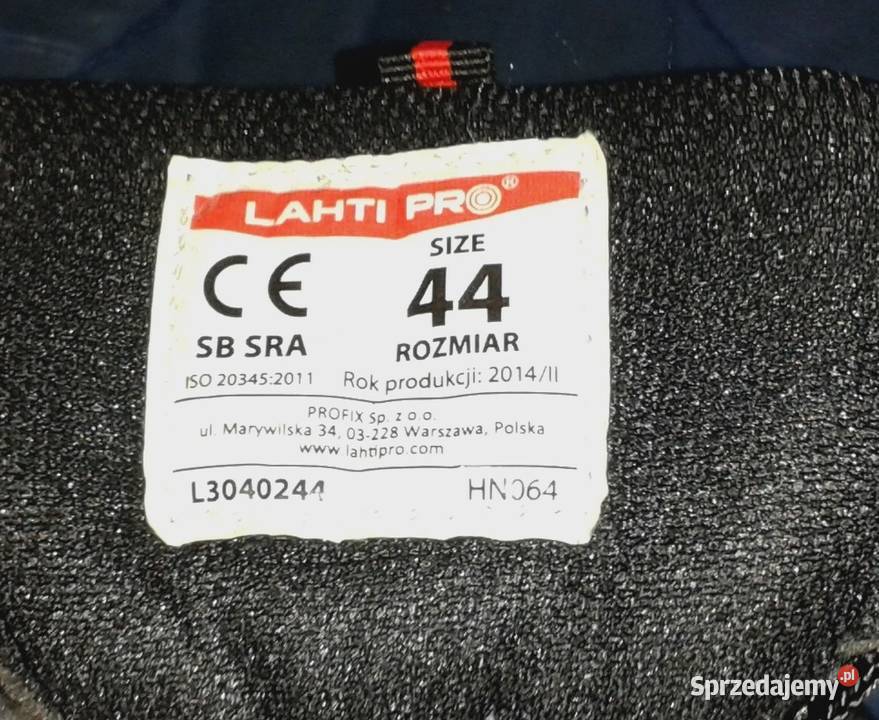 LAHTI PRO®
CE
SB SRA
ISO 20345:2011
SIZE
44
ROZMIAR
Rok produkcji: 2014/II
PROFIX Sp. z o.o.
ul. Marywilska 34, 03-228 Warszawa, Polska
www.lahtipro.com
L3040244 HN064
Sprzedajemy.pl